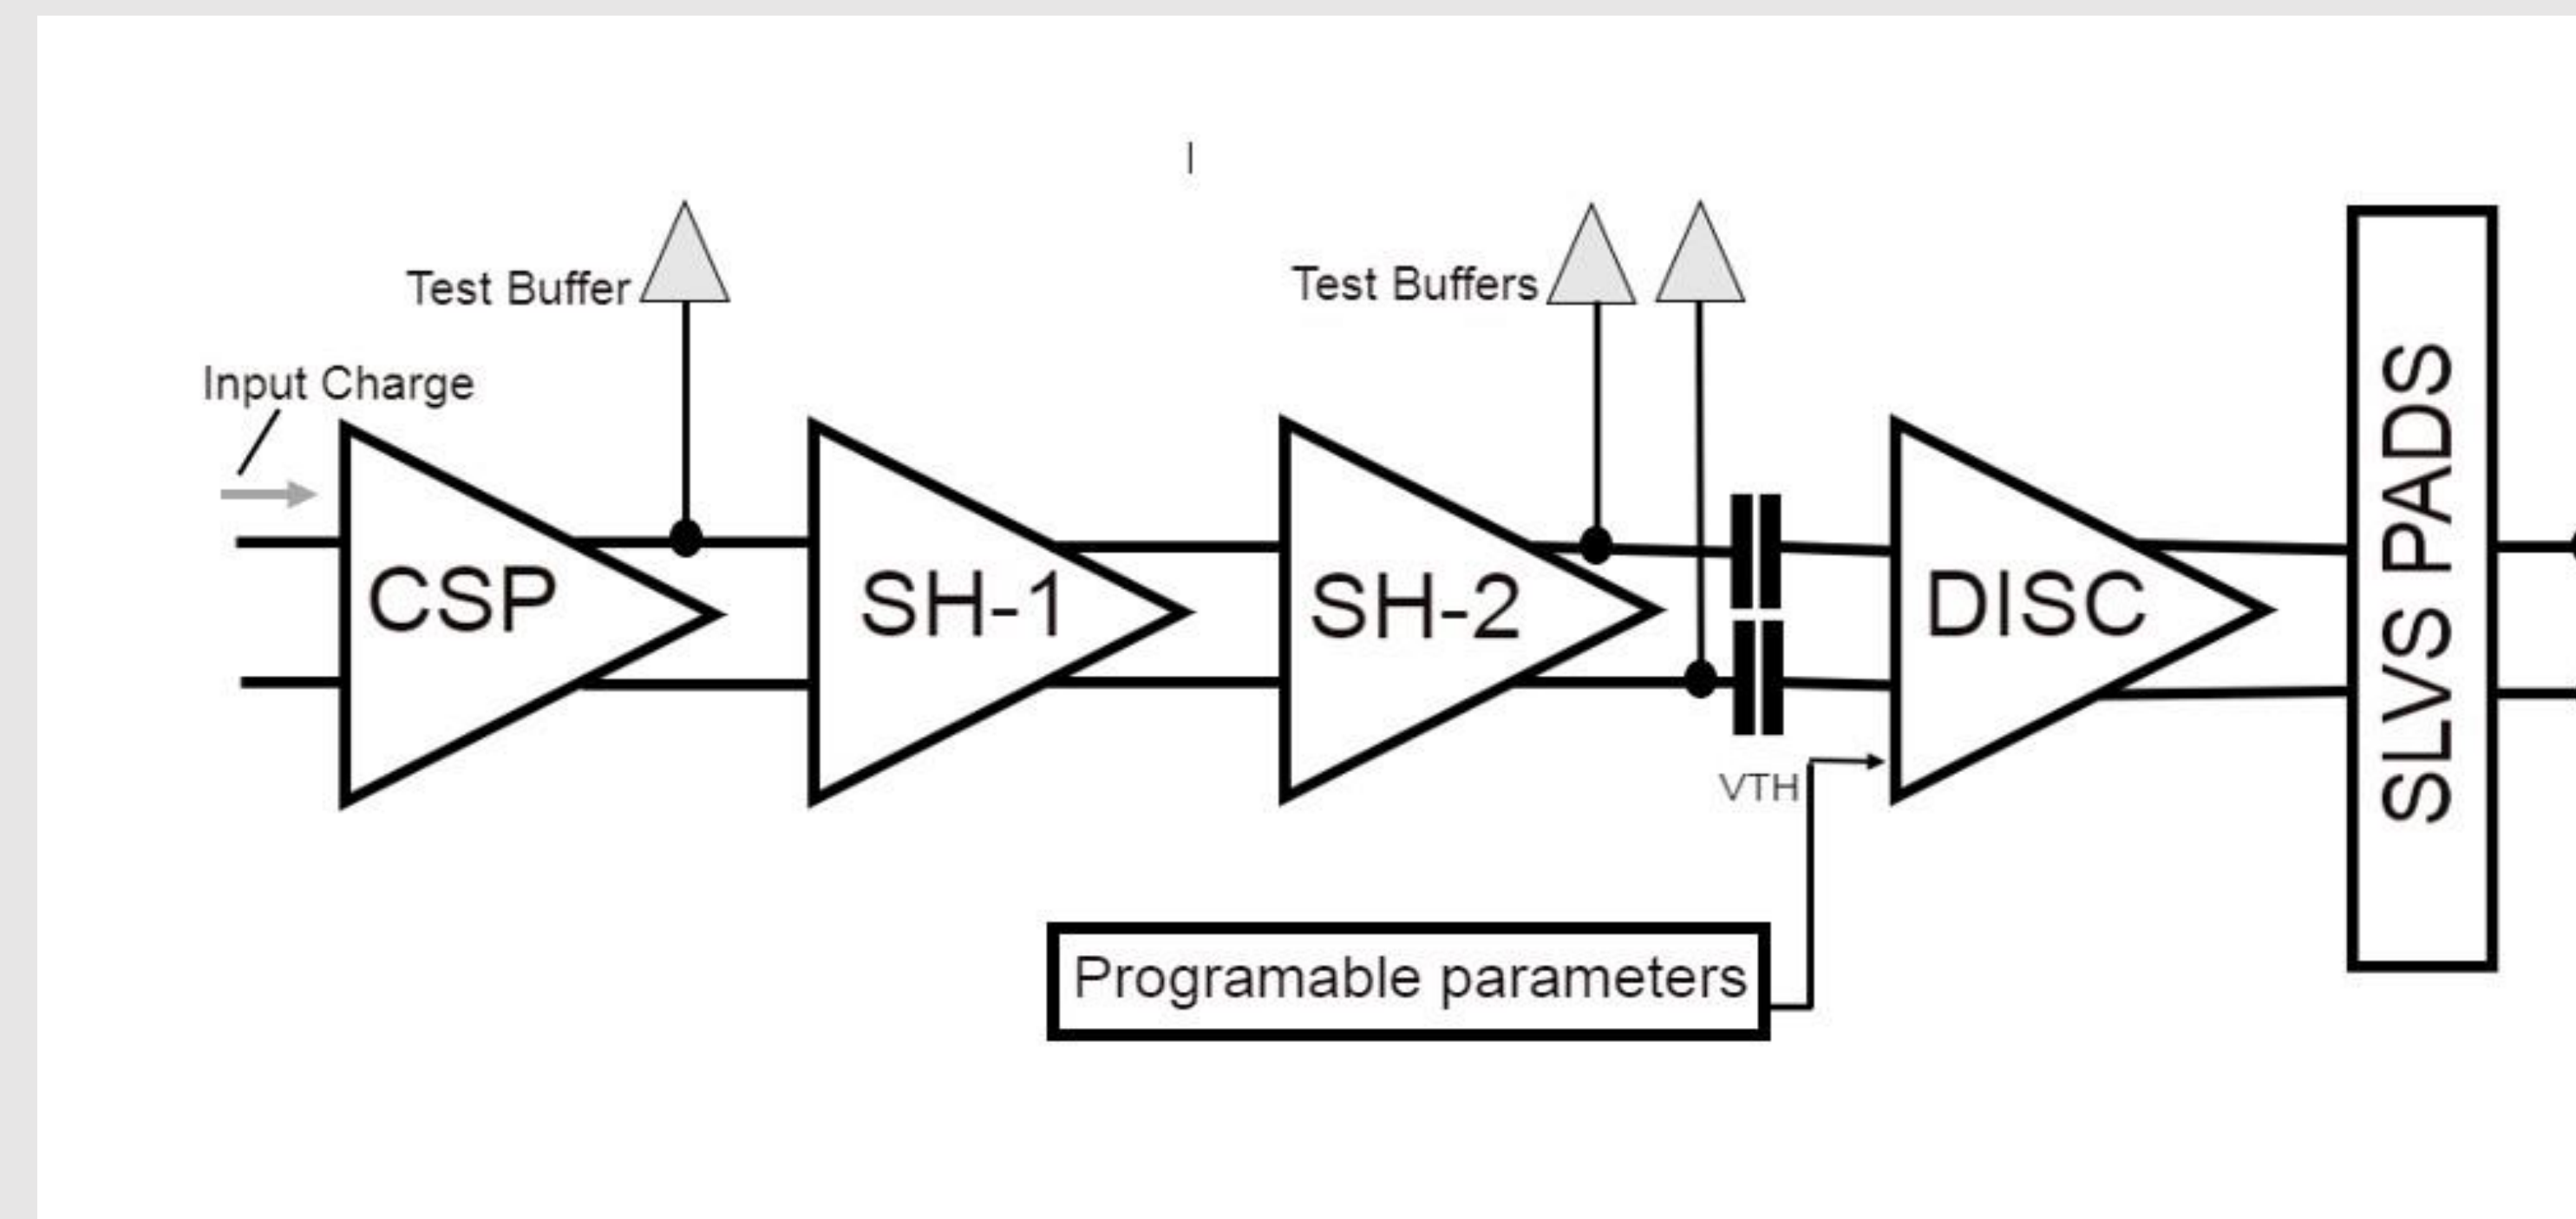 Test Buffer
Test Buffers
Input Charge
CSP
SH-1
SH-2
DISC
SLVS PADS
VTH
Programable parameters